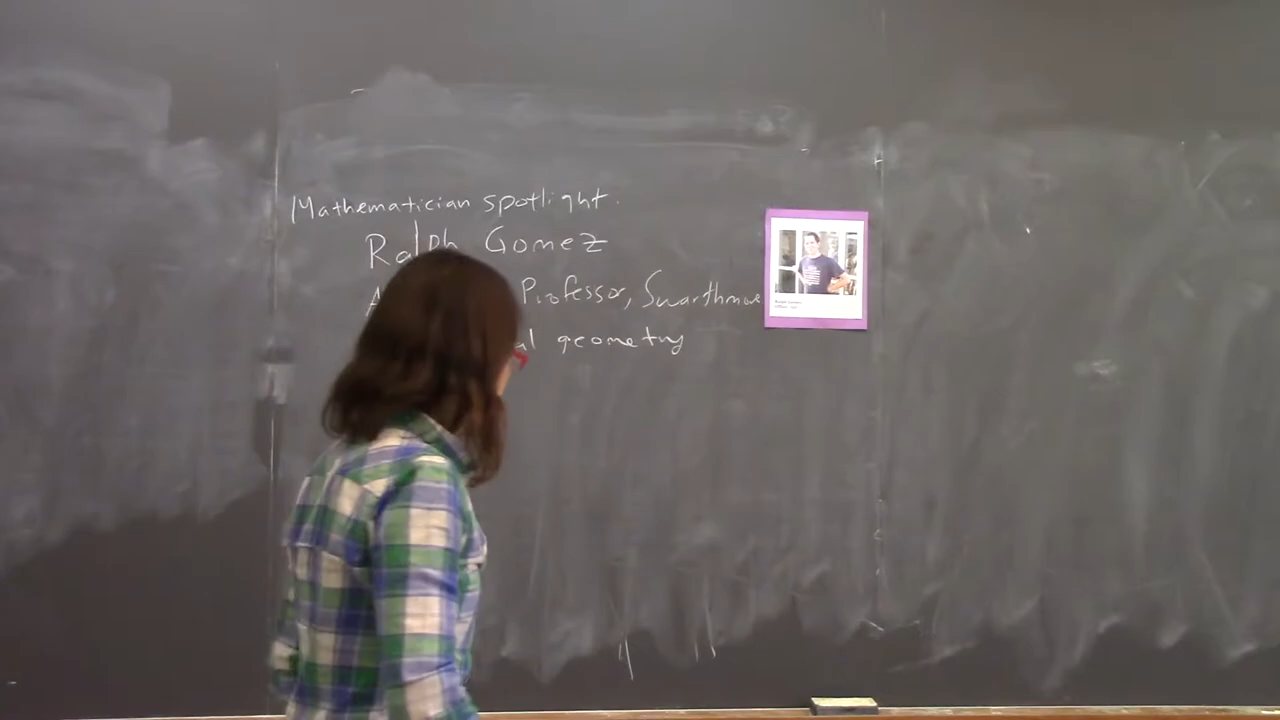 Mathematician spotlight.
Ralph Gomez
Professor, Swarthmore
geometry